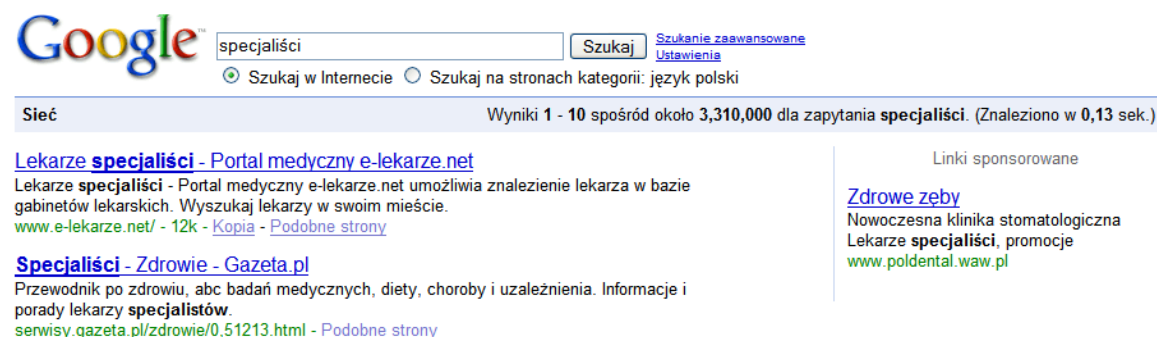 Google™
specjaliści
Szukaj
Szukanie zaawansowane
Ustawienia
Szukaj w Internecie Szukaj na stronach kategorii: język polski
Sieć Wyniki 1 - 10 spośród około 3,310,000 dla zapytania specjaliści. (Znaleziono w 0,13 sek.)
Lekarze specjaliści - Portal medyczny e-lekarze.net
Lekarze specjaliści - Portal medyczny e-lekarze.net umożliwia znalezienie lekarza w bazie
gabinetów lekarskich. Wyszukaj lekarzy w swoim mieście.
www.e-lekarze.net/ - 12k - Kopia - Podobne strony
Specjaliści - Zdrowie - Gazeta.pl
Przewodnik po zdrowiu, abc badań medycznych, diety, choroby i uzależnienia. Informacje i
porady lekarzy specjalistów.
serwisy.gazeta.pl/zdrowie/0,51213.html - Podobne strony
Linki sponsorowane
Zdrowe zęby
Nowoczesna klinika stomatologiczna
Lekarze specjaliści, promocje
www.poldental.waw.pl